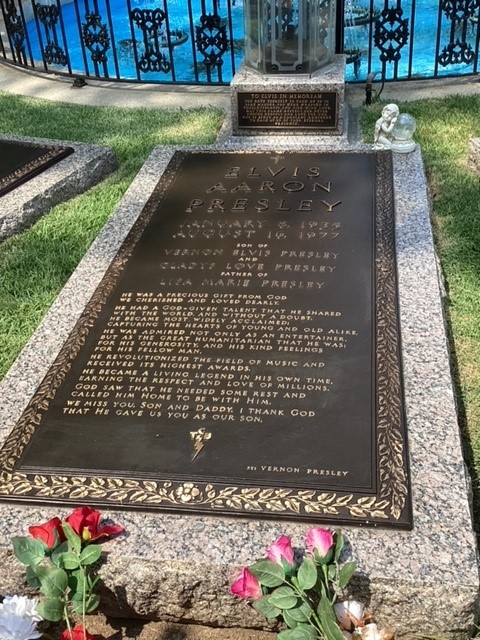 TO ELVIS IN MEMORIAM
ELVIS
AARON
PRESLEY
JANUARY 8, 1935
AUGUST 16, 1977
SON OF
VERNON ELVIS PRESLEY
AND
GLADYS LOVE PRESLEY
FATHER OF
LISA MARIE PRESLEY
HE WAS A PRECIOUS GIFT FROM GOD
WE CHERISHED AND LOVED DEARLY.
HE HAD A GOD-GIVEN TALENT THAT HE SHARED
WITH THE WORLD. AND WITHOUT A DOUBT,
HE BECAME MOST WIDELY ACCLAIMED;
CAPTURING THE HEARTS OF YOUNG AND OLD ALIKE.
HE WAS ADMIRED NOT ONLY AS AN ENTERTAINER,
BUT AS THE GREAT HUMANITARIAN THAT HE WAS;
FOR HIS GENEROSITY, AND HIS KIND FEELINGS
FOR HIS FELLOW MAN.
HE REVOLUTIONIZED THE FIELD OF MUSIC AND
RECEIVED ITS HIGHEST AWARDS.
HE BECAME A LIVING LEGEND IN HIS OWN TIME,
EARNING THE RESPECT AND LOVE OF MILLIONS.
GOD SAW THAT HE NEEDED SOME REST AND
CALLED HIM HOME TO BE WITH HIM.
WE MISS YOU, SON AND DADDY. I THANK GOD
THAT HE GAVE US YOU AS OUR SON.
TCB
BY: VERNON PRESLEY